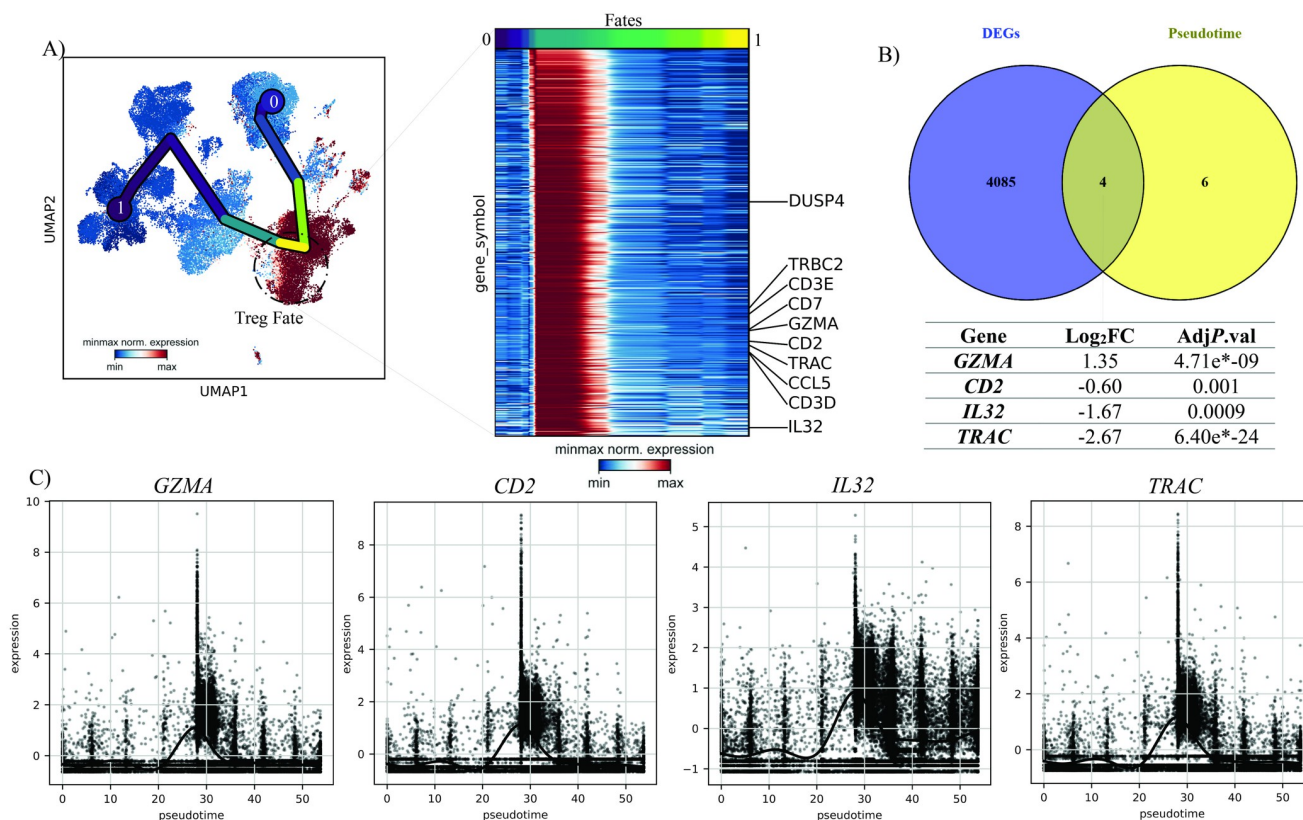 A)
0
1
Treg Fate
minmax norm. expression
min max
UMAP2
UMAP1
Fates
0 1
gene_symbol
DUSP4
TRBC2
CD3E
CD7
GZMA
CD2
TRAC
CCL5
CD3D
IL32
minmax norm. expression
min max
B)
DEGs Pseudotime
4085 4 6
Gene Log₂FC AdjP.val
GZMA 1.35 4.71e*-09
CD2 -0.60 0.001
IL32 -1.67 0.0009
TRAC -2.67 6.40e*-24
C)
GZMA
10
8
6
4
2
0
expression
0 10 20 30 40 50
pseudotime
CD2
8
6
4
2
0
expression
0 10 20 30 40 50
pseudotime
IL32
5
4
3
2
1
0
−1
expression
0 10 20 30 40 50
pseudotime
TRAC
8
6
4
2
0
expression
0 10 20 30 40 50
pseudotime